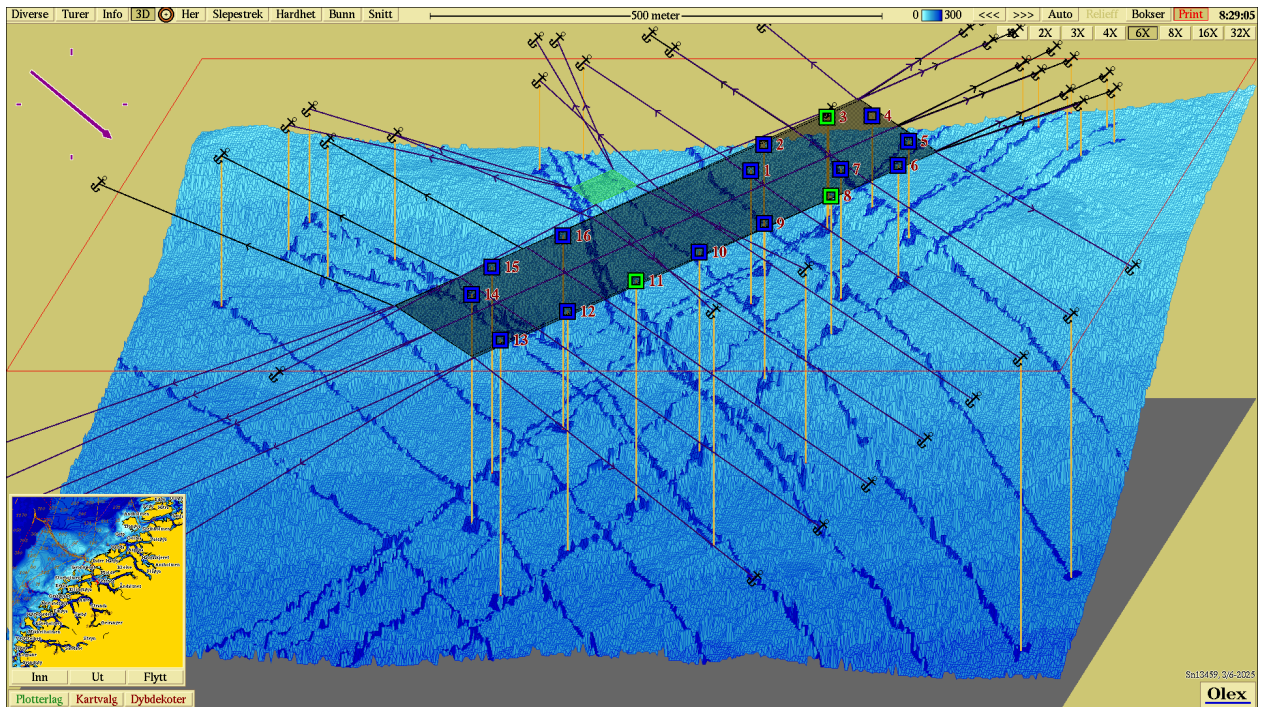 Diverse Turer Info 3D Her Slepestrek Hardhet Bunn Snitt 500 meter 0 300 <<< >>> Auto Relieff Bokser Print 8:29:05
2X 3X 4X 6X 8X 16X 32X
3 4
2 5
1 7 6
8
9
16 10
15 11
14 12
13
Inn Ut Flytt
Sn13459, 3/6-2025
Plotterlag Kartvalg Dybdekoter Olex